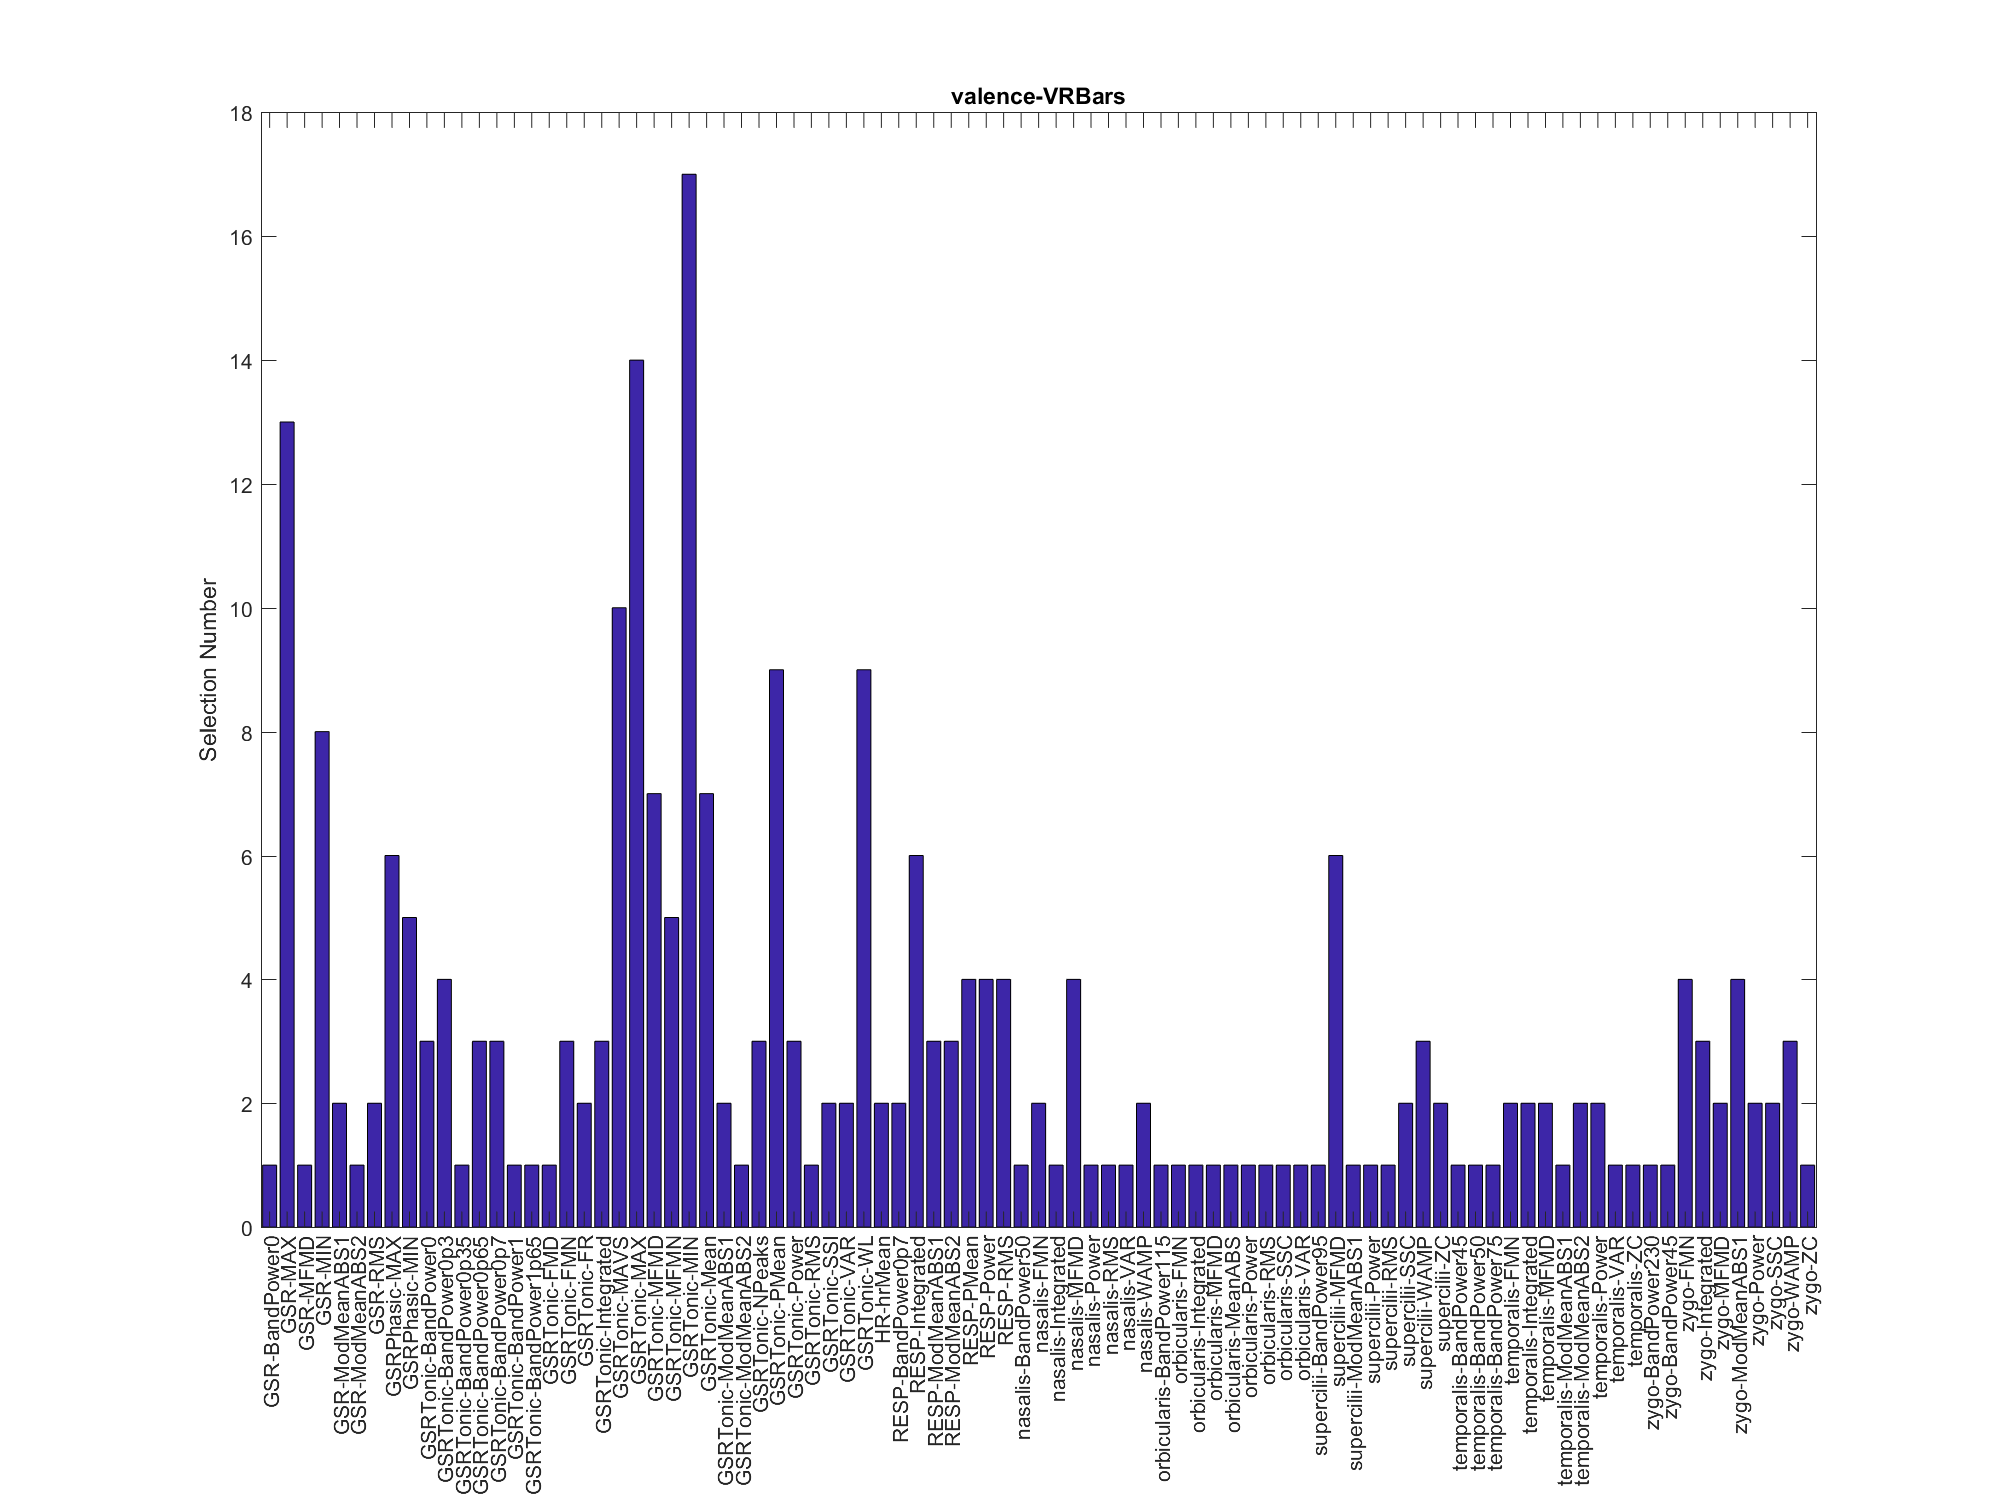 valence-VRBars
18
16
14
12
10
8
6
4
2
0
Selection Number
GSR-BandPower0
GSR-MAX
GSR-MFMD
GSR-MIN
GSR-ModMeanABS1
GSR-ModMeanABS2
GSR-RMS
GSRPhasic-MAX
GSRPhasic-MIN
GSRTonic-BandPower0
GSRTonic-BandPower0p3
GSRTonic-BandPower0p35
GSRTonic-BandPower0p65
GSRTonic-BandPower0p7
GSRTonic-BandPower1
GSRTonic-BandPower1p65
GSRTonic-FMD
GSRTonic-FMN
GSRTonic-FR
GSRTonic-Integrated
GSRTonic-MAVS
GSRTonic-MAX
GSRTonic-MFMD
GSRTonic-MFMN
GSRTonic-MIN
GSRTonic-Mean
GSRTonic-ModMeanABS1
GSRTonic-ModMeanABS2
GSRTonic-NPeaks
GSRTonic-PMean
GSRTonic-Power
GSRTonic-RMS
GSRTonic-SSI
GSRTonic-VAR
GSRTonic-WL
HR-hrMean
RESP-BandPower0p7
RESP-Integrated
RESP-ModMeanABS1
RESP-ModMeanABS2
RESP-PMean
RESP-Power
RESP-RMS
nasalis-BandPower50
nasalis-FMN
nasalis-Integrated
nasalis-MFMD
nasalis-Power
nasalis-RMS
nasalis-VAR
nasalis-WAMP
orbicularis-BandPower115
orbicularis-FMN
orbicularis-Integrated
orbicularis-MFMD
orbicularis-MeanABS
orbicularis-Power
orbicularis-RMS
orbicularis-SSC
orbicularis-VAR
supercilii-BandPower95
supercilii-MFMD
supercilii-ModMeanABS1
supercilii-Power
supercilii-RMS
supercilii-SSC
supercilii-WAMP
supercilii-ZC
temporalis-BandPower45
temporalis-BandPower50
temporalis-BandPower75
temporalis-FMN
temporalis-Integrated
temporalis-MFMD
temporalis-ModMeanABS1
temporalis-ModMeanABS2
temporalis-Power
temporalis-VAR
temporalis-ZC
zygo-BandPower230
zygo-BandPower45
zygo-FMN
zygo-Integrated
zygo-MFMD
zygo-ModMeanABS1
zygo-Power
zygo-SSC
zygo-WAMP
zygo-ZC